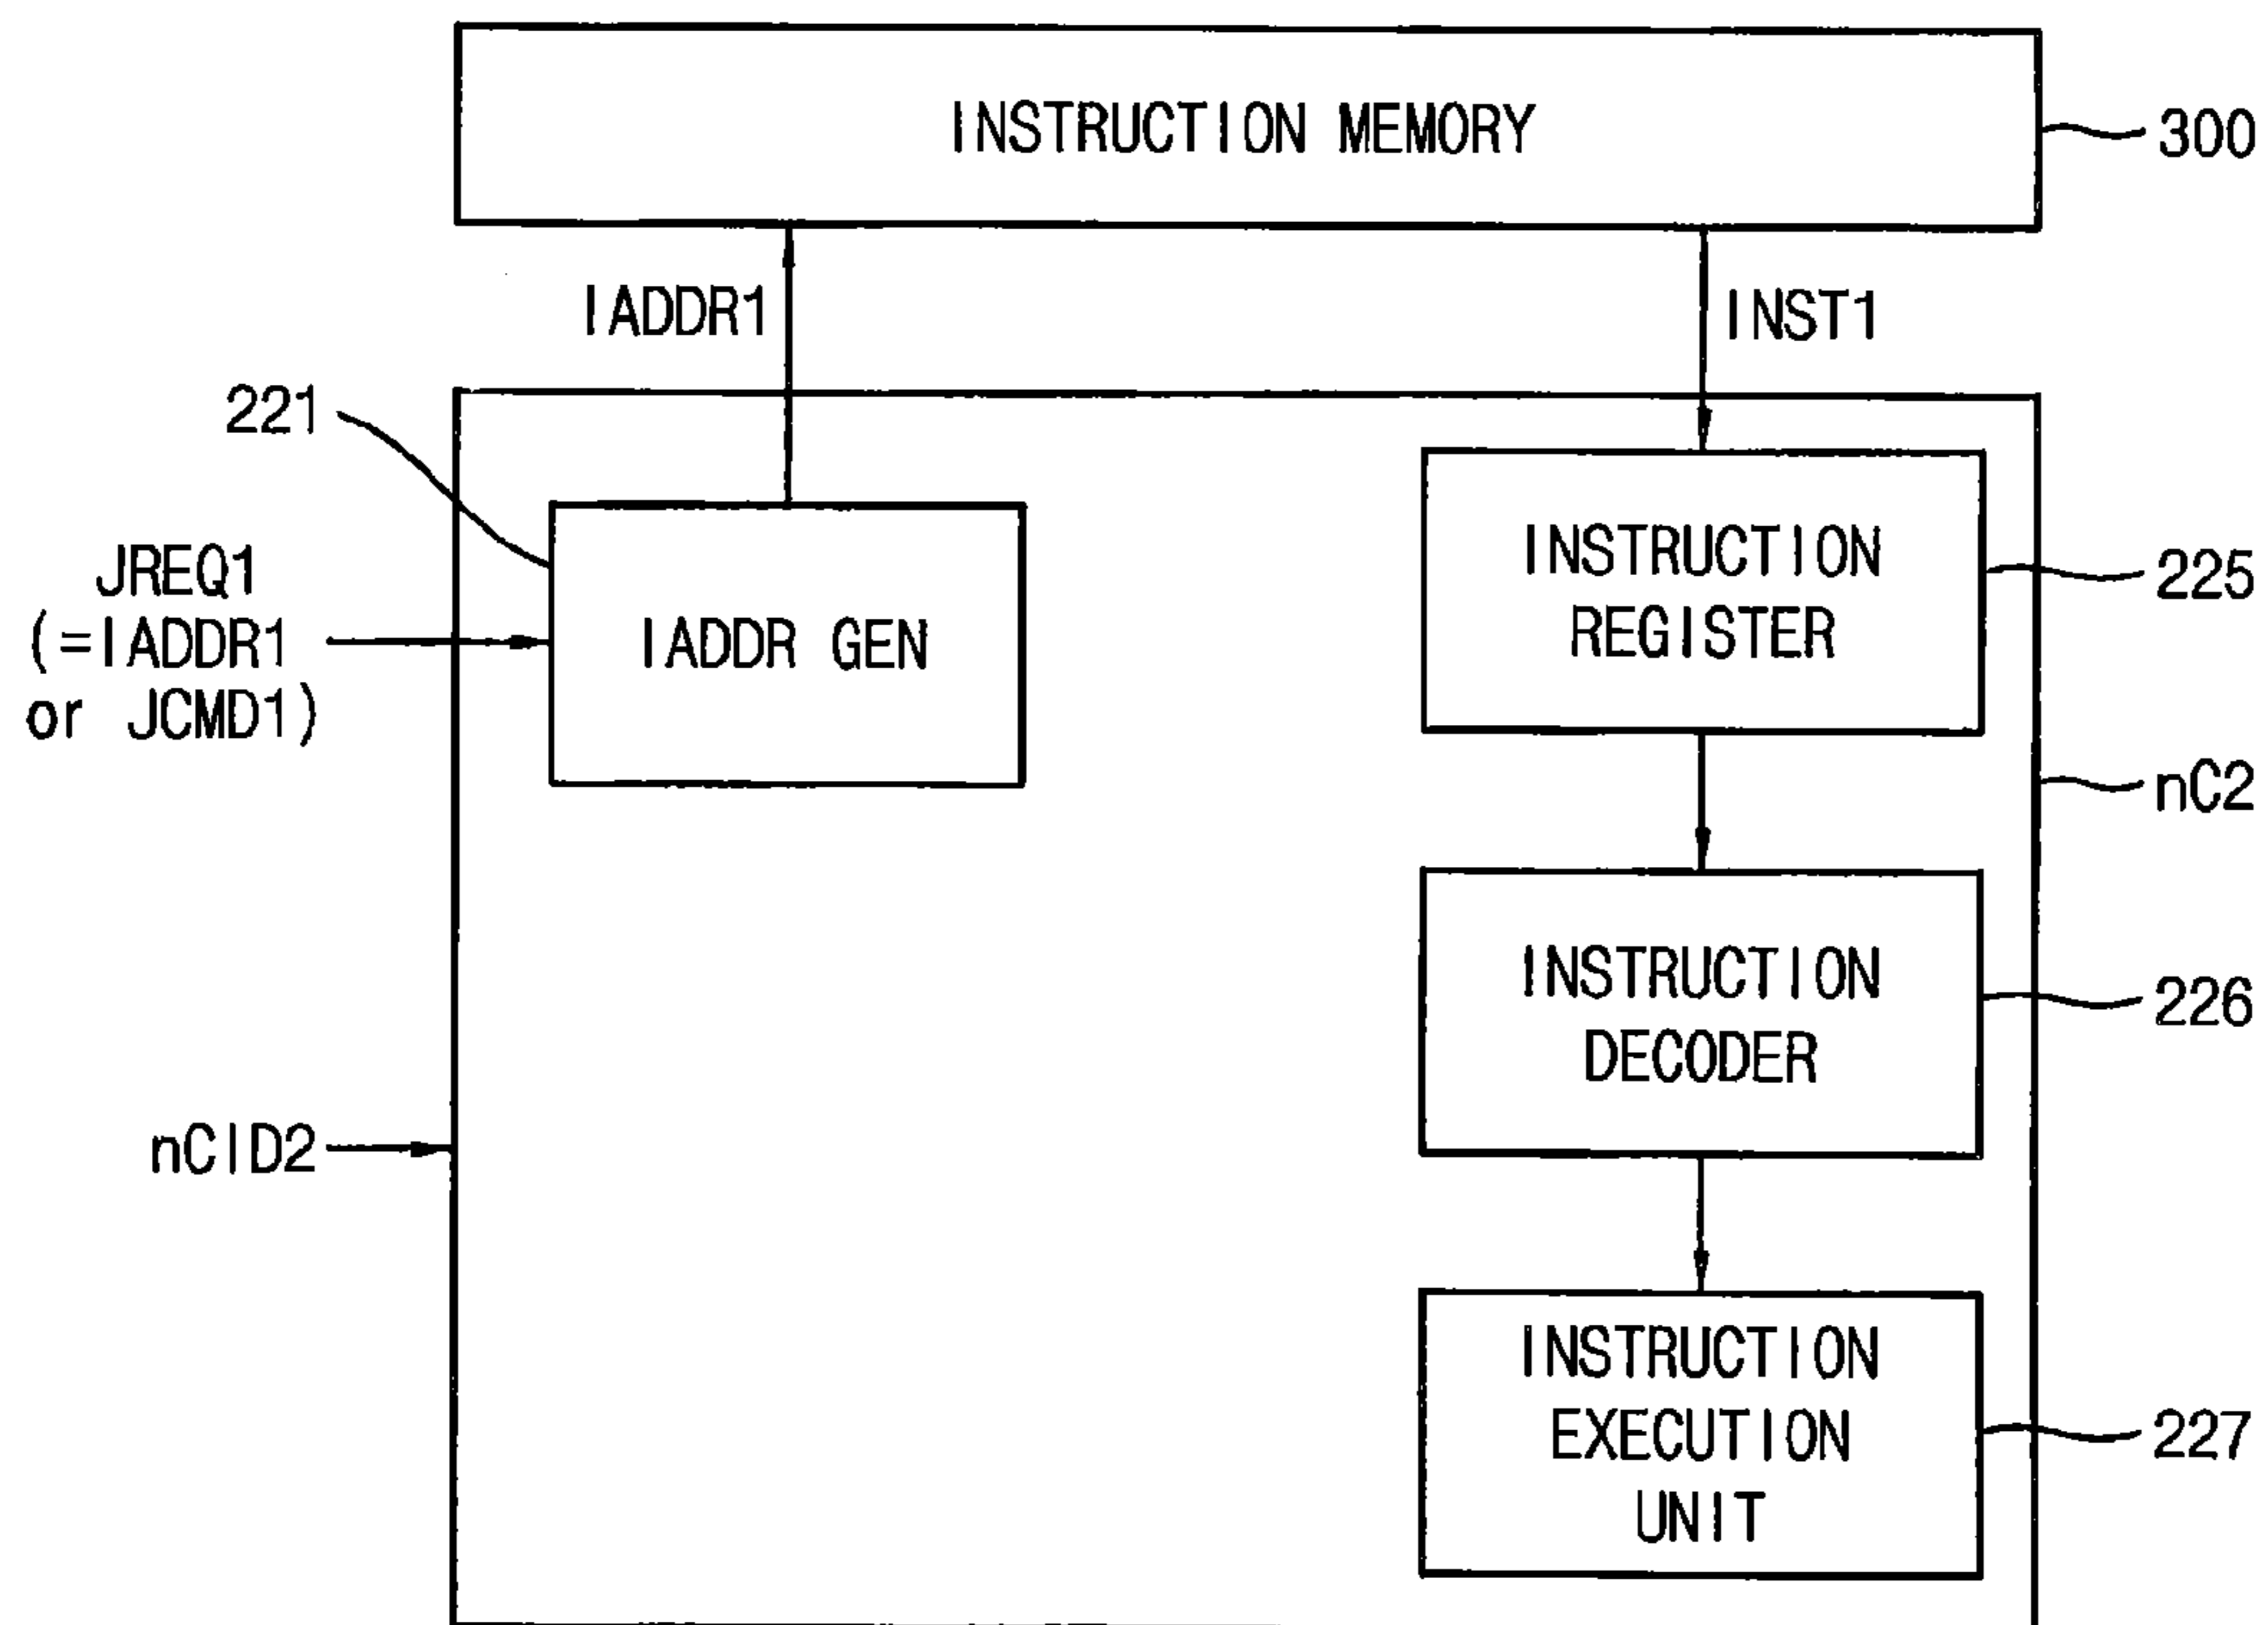 INSTRUCTION MEMORY
300
IADDR1
INST1
221
JREQ1
(=IADDR1
or JCMD1)
IADDR GEN
INSTRUCTION
REGISTER
225
nC2
INSTRUCTION
DECODER
226
nCID2
INSTRUCTION
EXECUTION
UNIT
227